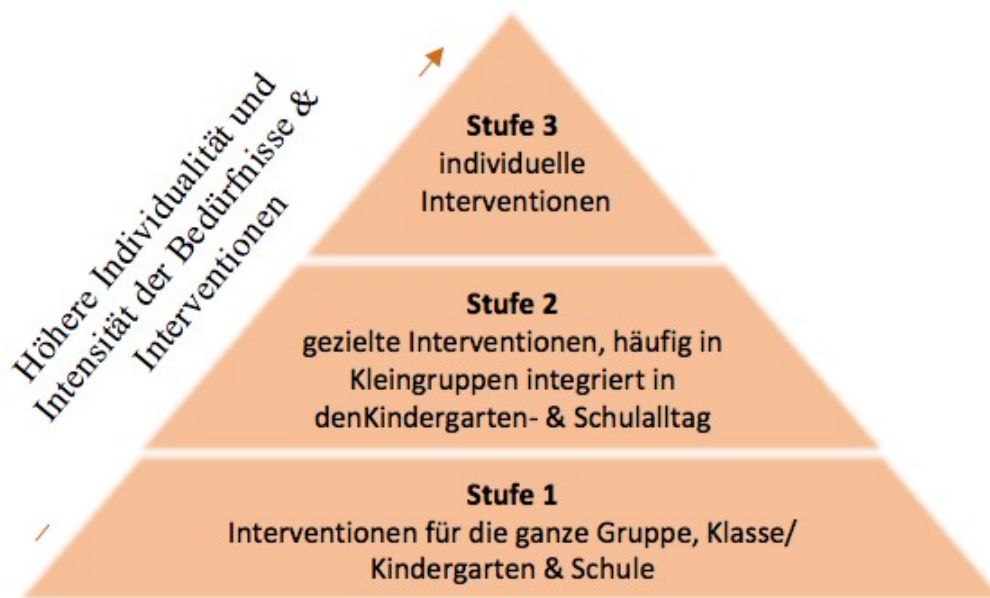 Höhere Individualität und
Intensität der Bedürfnisse &
Interventionen
Stufe 3
individuelle
Interventionen
Stufe 2
gezielte Interventionen, häufig in
Kleingruppen integriert in
denKindergarten- & Schulalltag
Stufe 1
Interventionen für die ganze Gruppe, Klasse/
Kindergarten & Schule